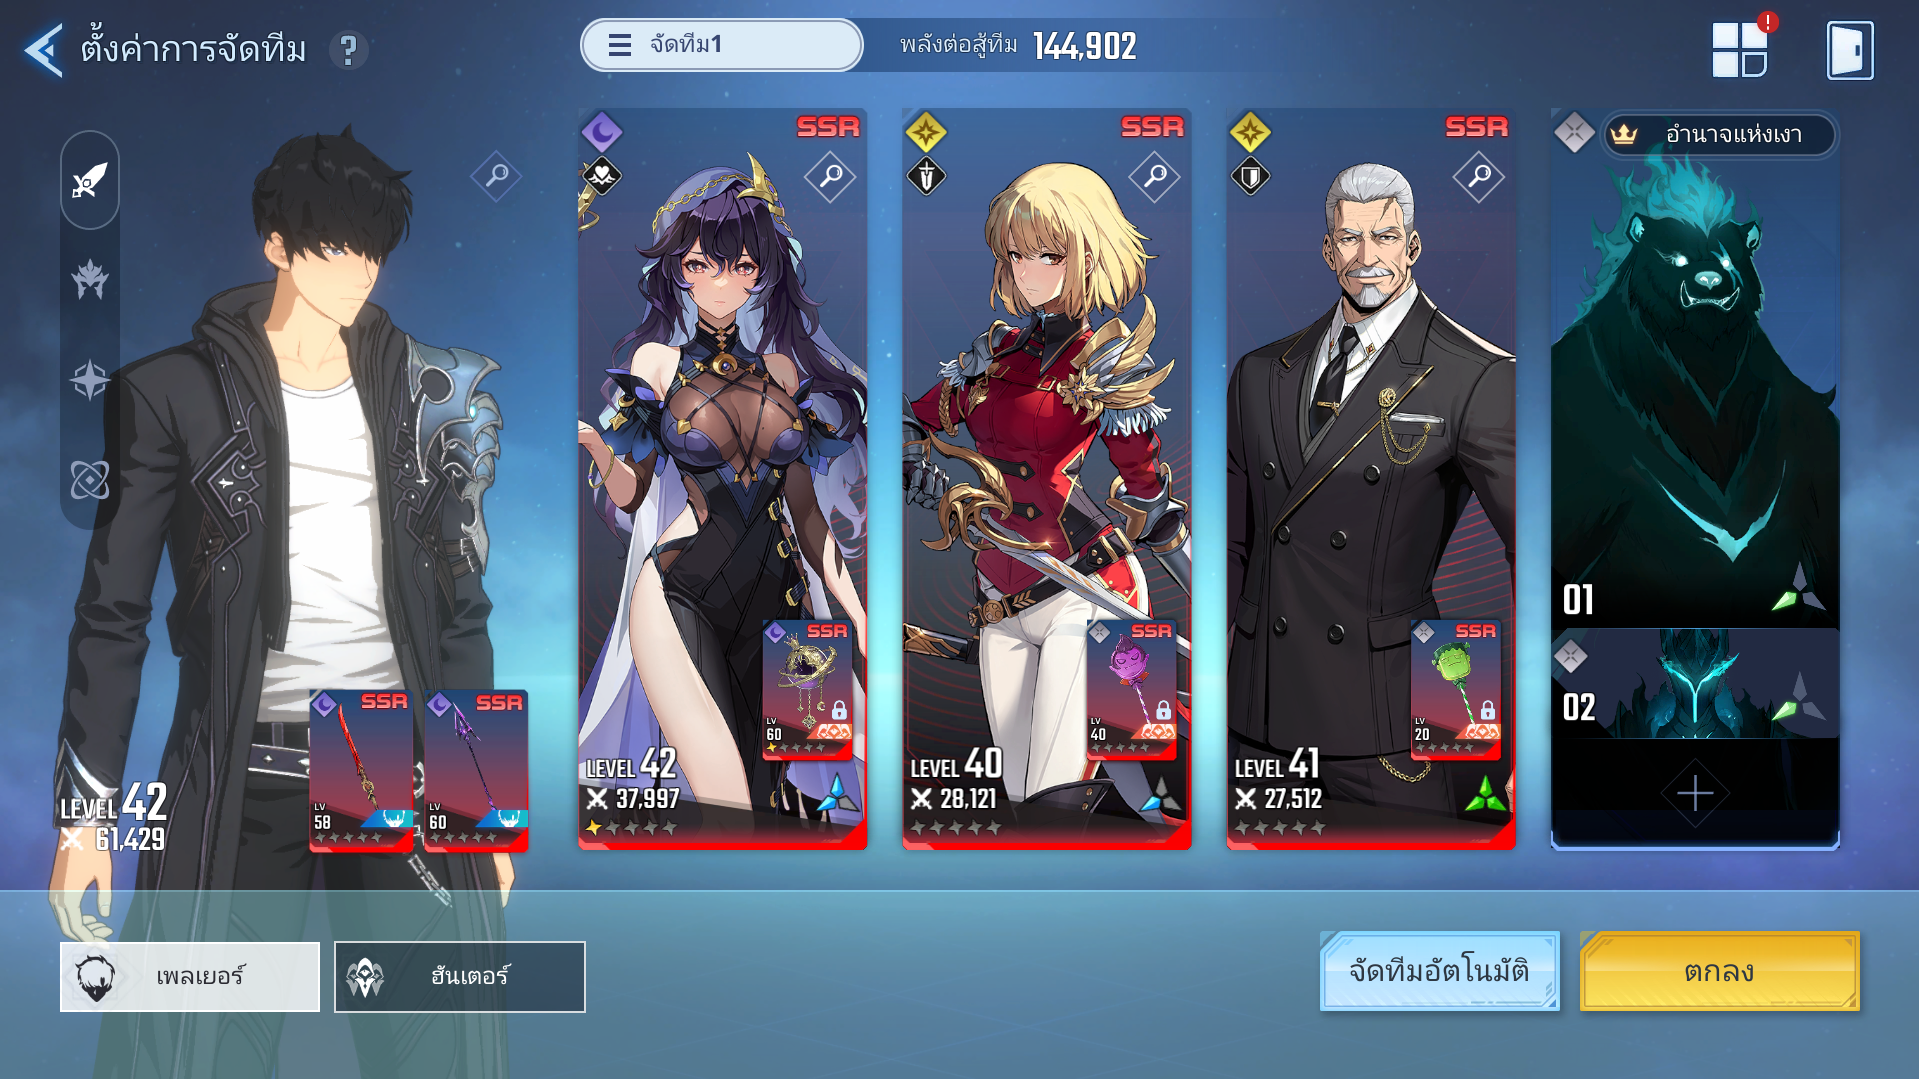 ตั้งค่าการจัดทีม ?
จัดทีม1
พลังต่อสู้ทีม 144,902
SSR
SSR
SSR
อำนาจแห่งเงา
01
02
SSR
LV
58
SSR
LV
60
LEVEL 42
61,429
SSR
LV
60
LEVEL 42
37,997
SSR
LV
40
LEVEL 40
28,121
SSR
LV
20
LEVEL 41
27,512
เพลเยอร์
ฮันเตอร์
จัดทีมอัตโนมัติ
ตกลง